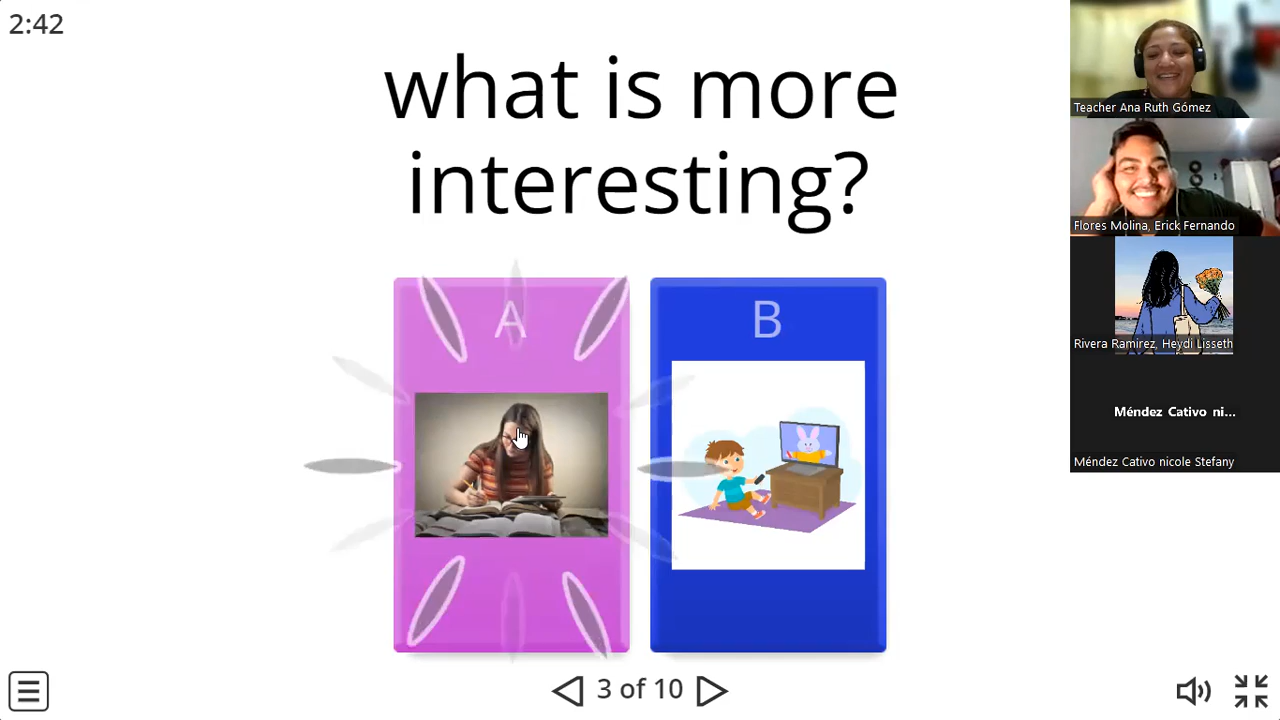 2:42
what is more
interesting?
A
B
3 of 10
Teacher Ana Ruth Gómez
Flores Molina, Erick Fernando
Rivera Ramirez, Heydi Lisseth
Méndez Cativo ni...
Méndez Cativo nicole Stefany